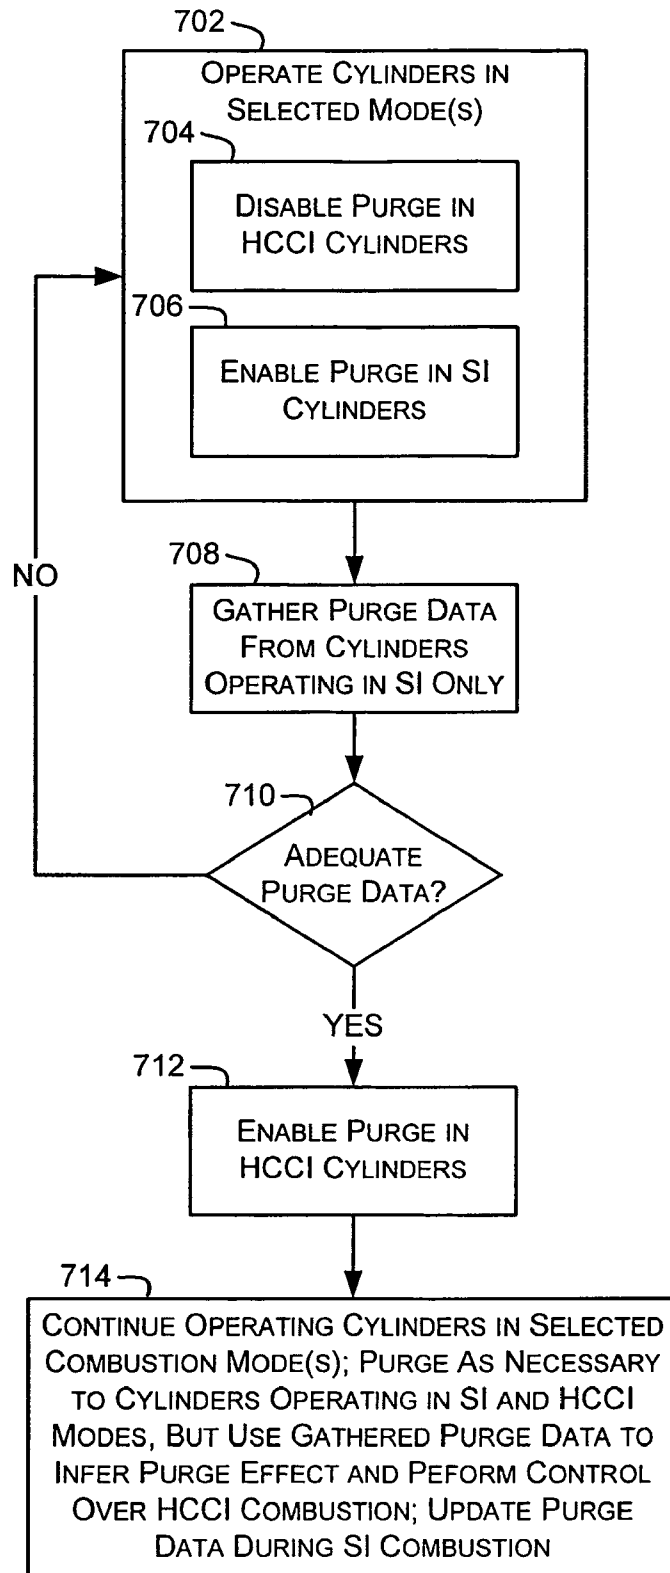 702
OPERATE CYLINDERS IN
SELECTED MODE(S)
704
DISABLE PURGE IN
HCCI CYLINDERS
706
ENABLE PURGE IN SI
CYLINDERS
708
GATHER PURGE DATA
FROM CYLINDERS
OPERATING IN SI ONLY
NO
710
ADEQUATE
PURGE DATA?
YES
712
ENABLE PURGE IN
HCCI CYLINDERS
714
CONTINUE OPERATING CYLINDERS IN SELECTED
COMBUSTION MODE(S); PURGE AS NECESSARY
TO CYLINDERS OPERATING IN SI AND HCCI
MODES, BUT USE GATHERED PURGE DATA TO
INFER PURGE EFFECT AND PEFORM CONTROL
OVER HCCI COMBUSTION; UPDATE PURGE
DATA DURING SI COMBUSTION